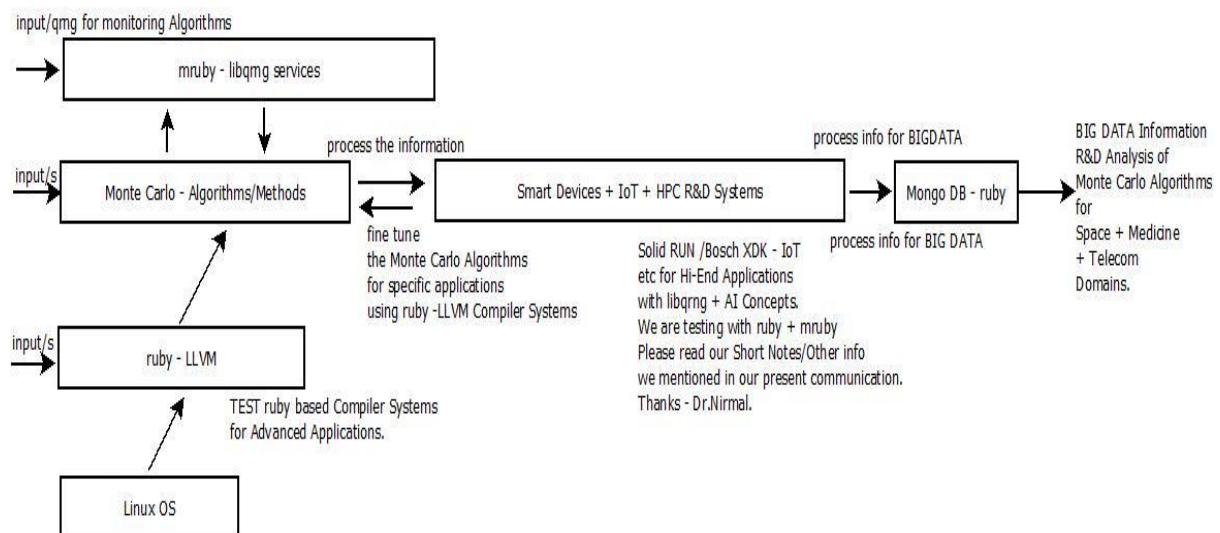 input/qrng for monitoring Algorithms
mruby - libqrng services
input/s
Monte Carlo - Algorithms/Methods
process the information
Smart Devices + IoT + HPC R&D Systems
process info for BIGDATA
Mongo DB - ruby
process info for BIG DATA
BIG DATA Information
R&D Analysis of
Monte Carlo Algorithms
for
Space + Medicine
+ Telecom
Domains.
fine tune
the Monte Carlo Algorithms
for specific applications
using ruby -LLVM Compiler Systems
Solid RUN /Bosch XDK - IoT
etc for Hi-End Applications
with libqrng + AI Concepts.
We are testing with ruby + mruby
Please read our Short Notes/Other info
we mentioned in our present communication.
Thanks - Dr.Nirmal.
input/s
ruby - LLVM
TEST ruby based Compiler Systems
for Advanced Applications.
Linux OS